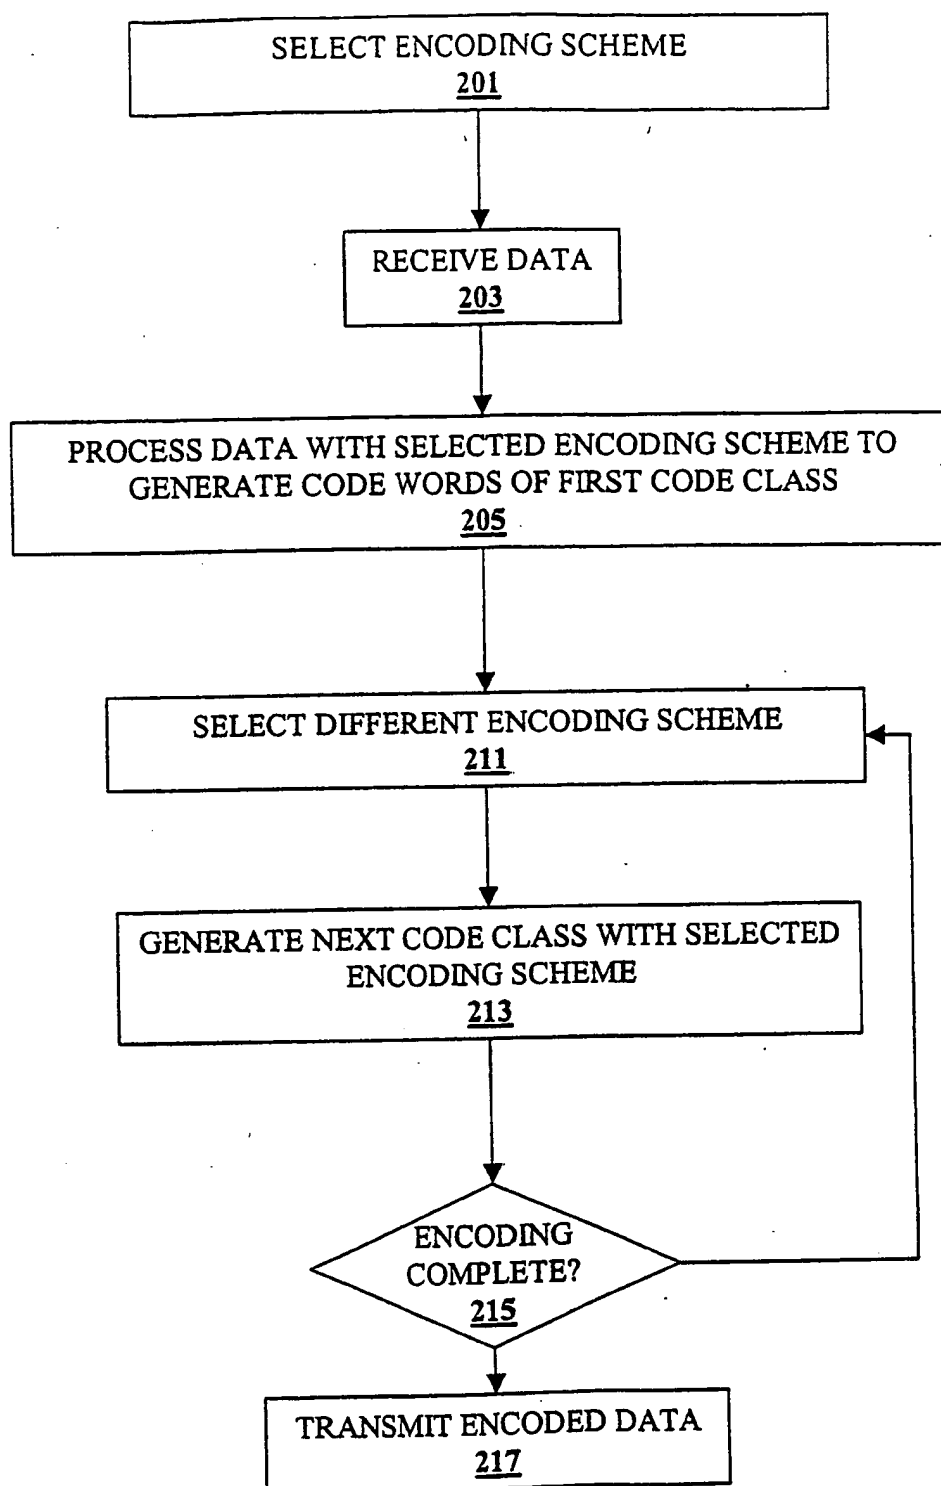 SELECT ENCODING SCHEME
201
RECEIVE DATA
203
PROCESS DATA WITH SELECTED ENCODING SCHEME TO
GENERATE CODE WORDS OF FIRST CODE CLASS
205
SELECT DIFFERENT ENCODING SCHEME
211
GENERATE NEXT CODE CLASS WITH SELECTED
ENCODING SCHEME
213
ENCODING
COMPLETE?
215
TRANSMIT ENCODED DATA
217